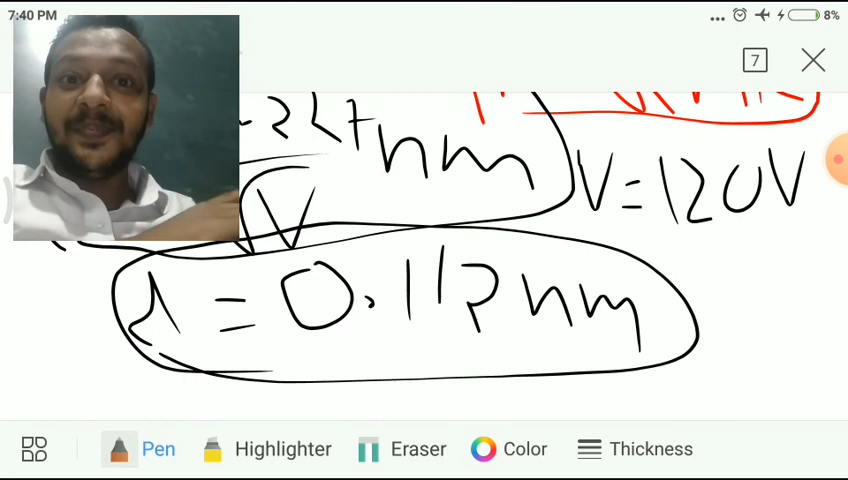 7:40 PM
8%
7
nm
√V
V=120V
λ = 0.112 nm
Pen
Highlighter
Eraser
Color
Thickness